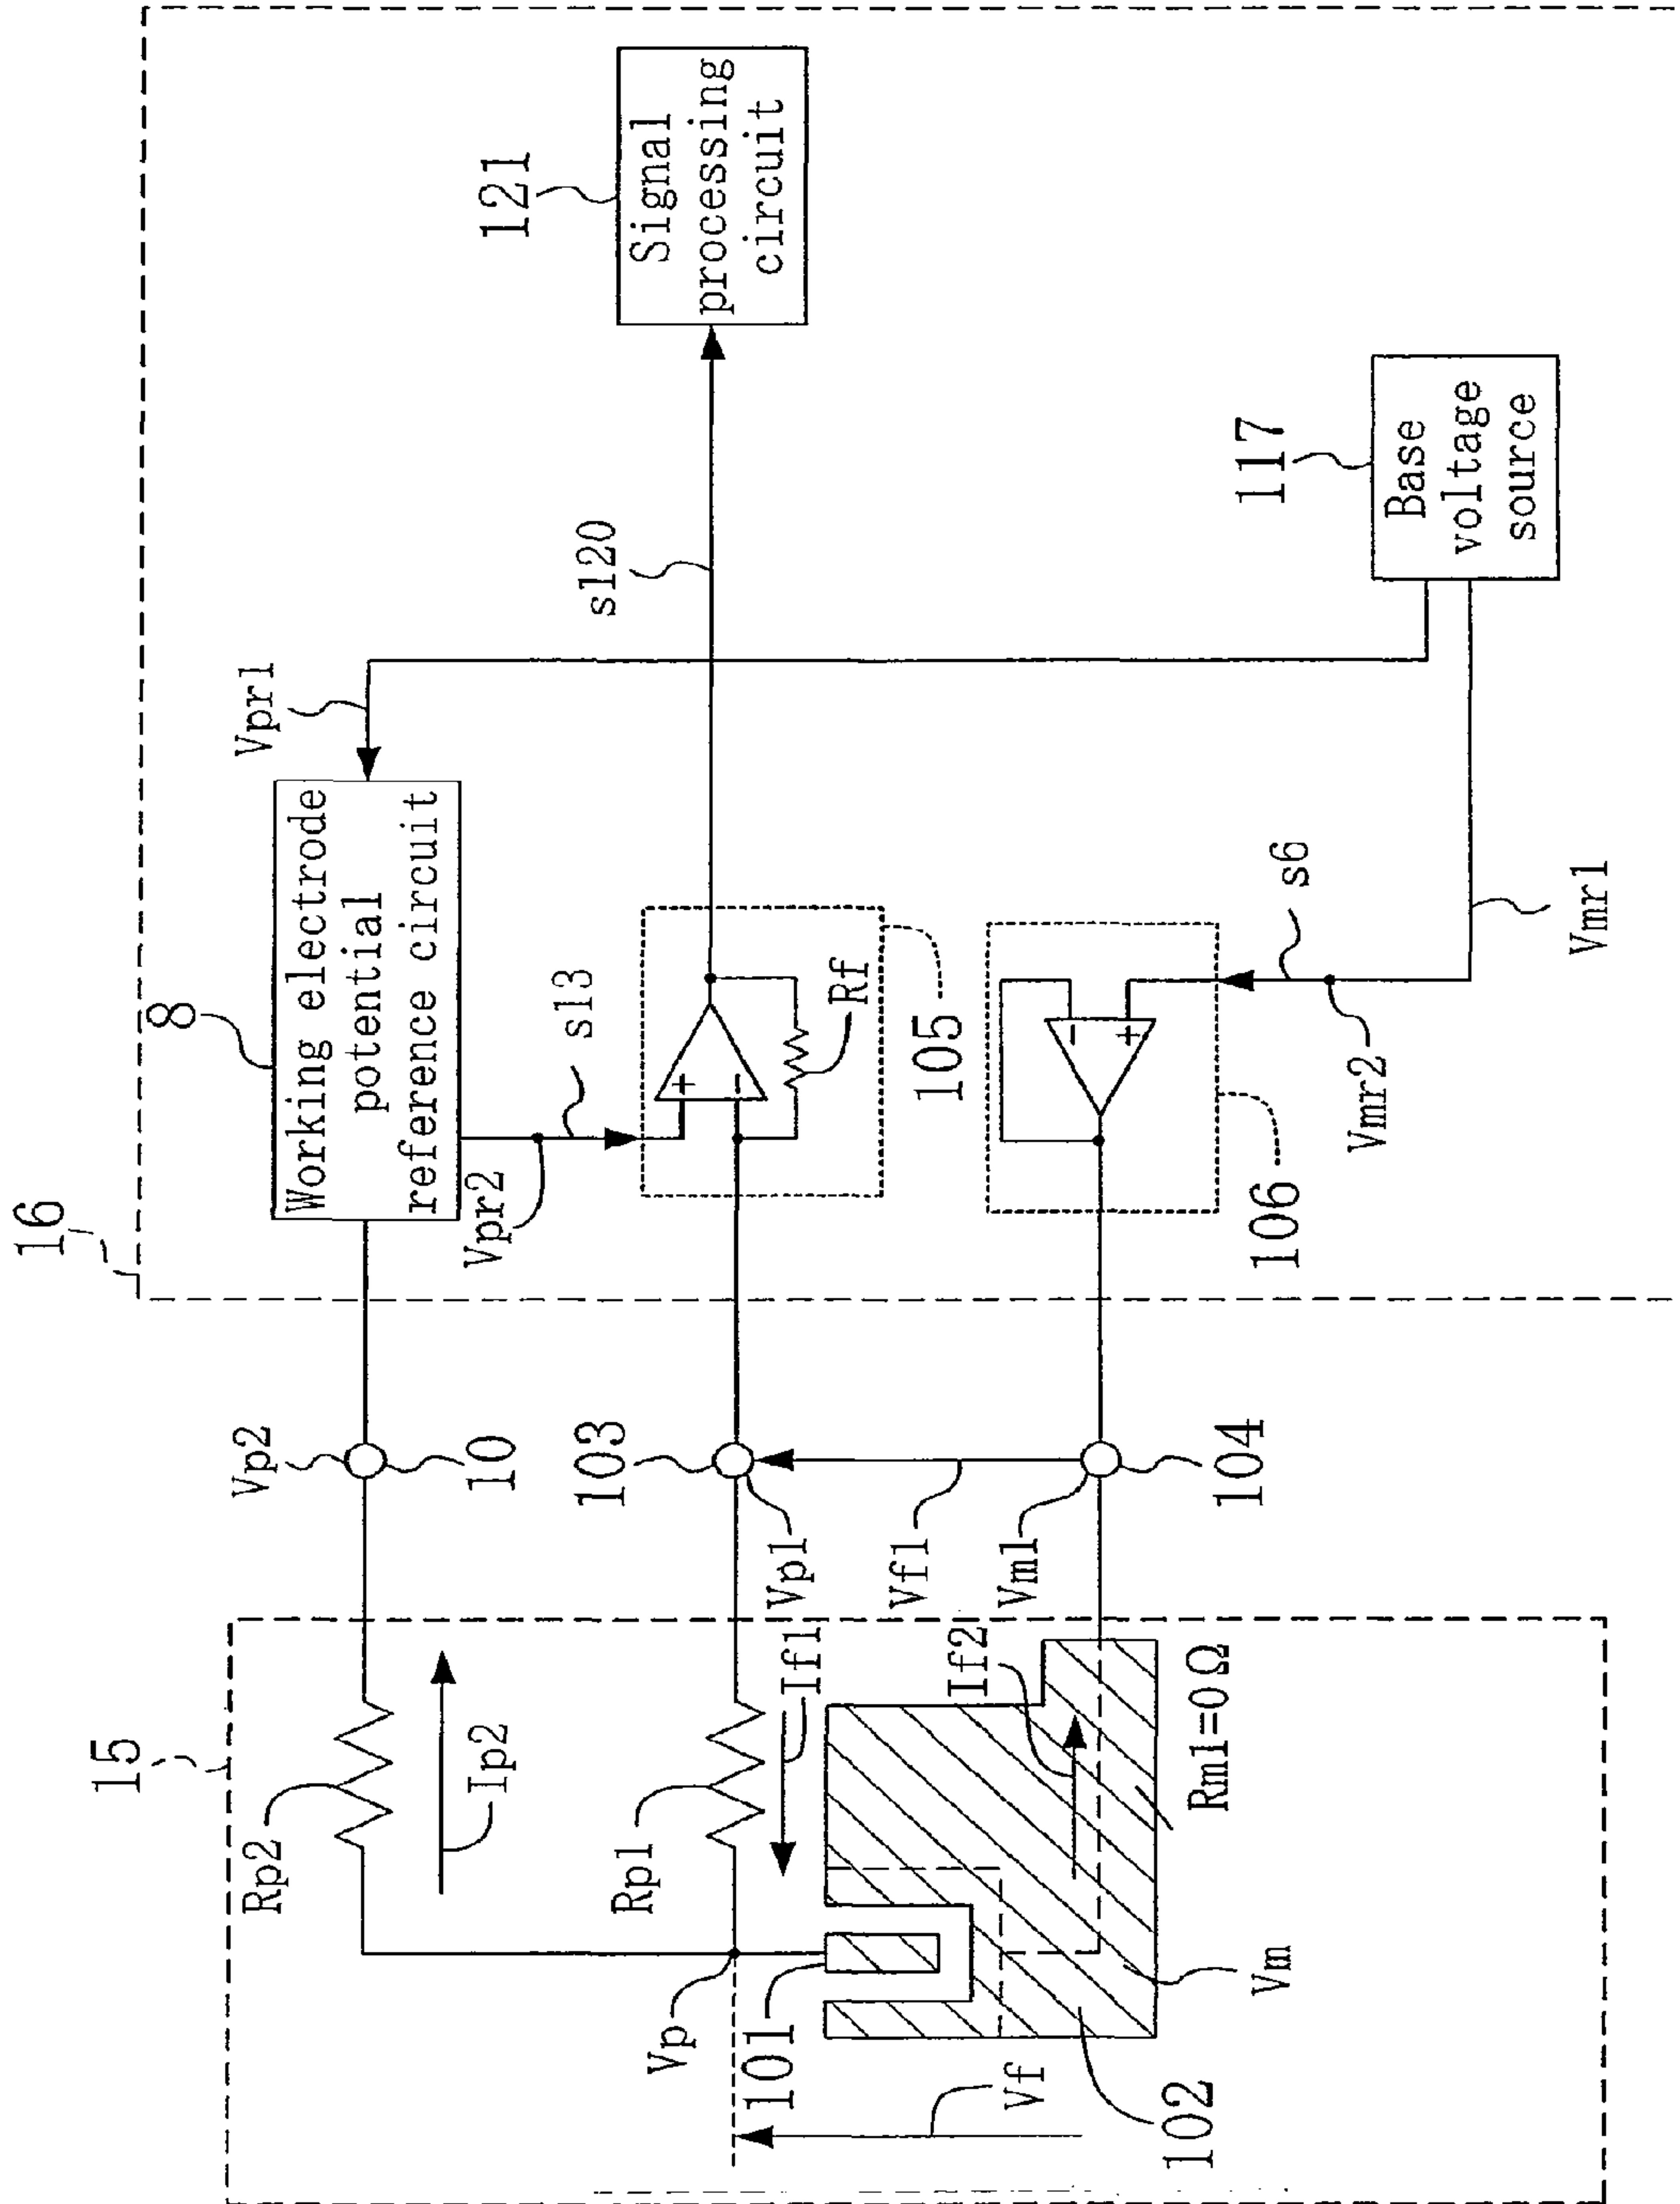 16
8
Working electrode
potential
reference circuit
Vpr1
121
Signal
processing
circuit
s120
Vpr2
s13
Rf
105
117
Base
voltage
source
106
s6
Vmr2
Vmr1
15
Vp2
10
103
Vp1
Vf1
Vm1
104
Rp2
Ip2
Rp1
If1
If2
Rm1=0Ω
Vp
101
Vf
102
Vm